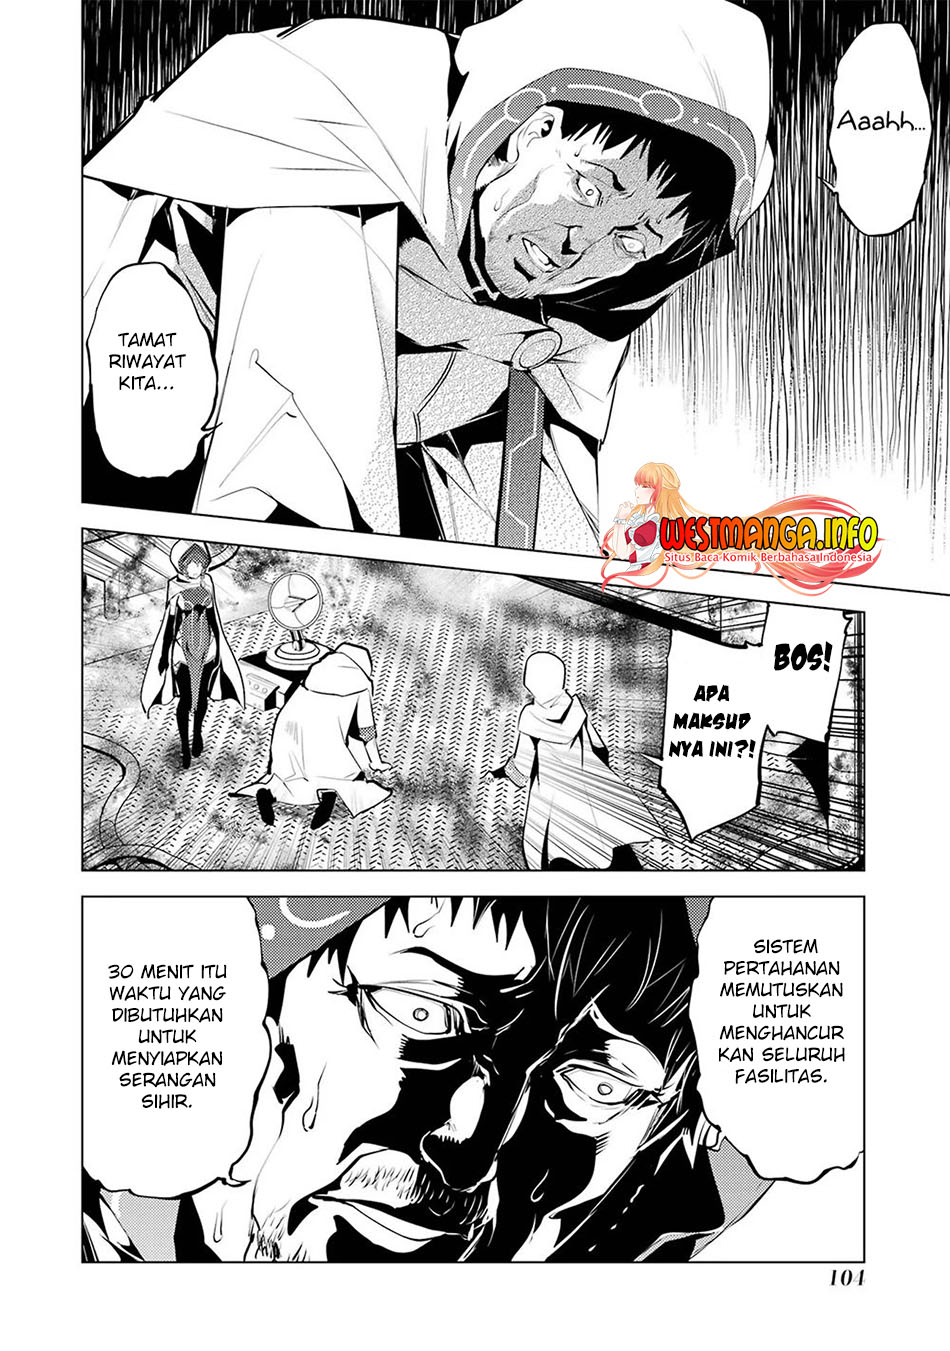 Aaahh...
TAMAT
RIWAYAT
KITA...
WESTMANGA.INFO
Situs Baca Komik Berbahasa Indonesia
BOS!
APA
MAKSUD
NYA INI?!
SISTEM
PERTAHANAN
MEMUTUSKAN
UNTUK
MENGHANCUR
KAN SELURUH
FASILITAS.
30 MENIT ITU
WAKTU YANG
DIBUTUHKAN
UNTUK
MENYIAPKAN
SERANGAN
SIHIR.
104